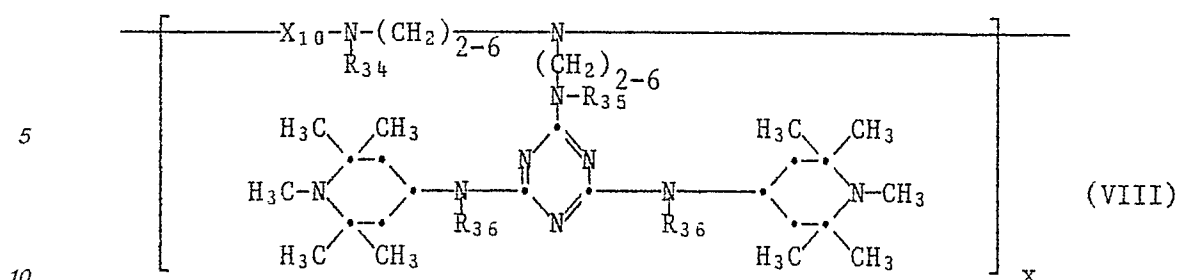 X10-N-(CH2)2-6 N
R34 (CH2)2-6
N-R35
5 H3C CH3 H3C CH3
N N
H3C-N N N N-CH3 (VIII)
R36 N R36
H3C CH3 H3C CH3
10 x